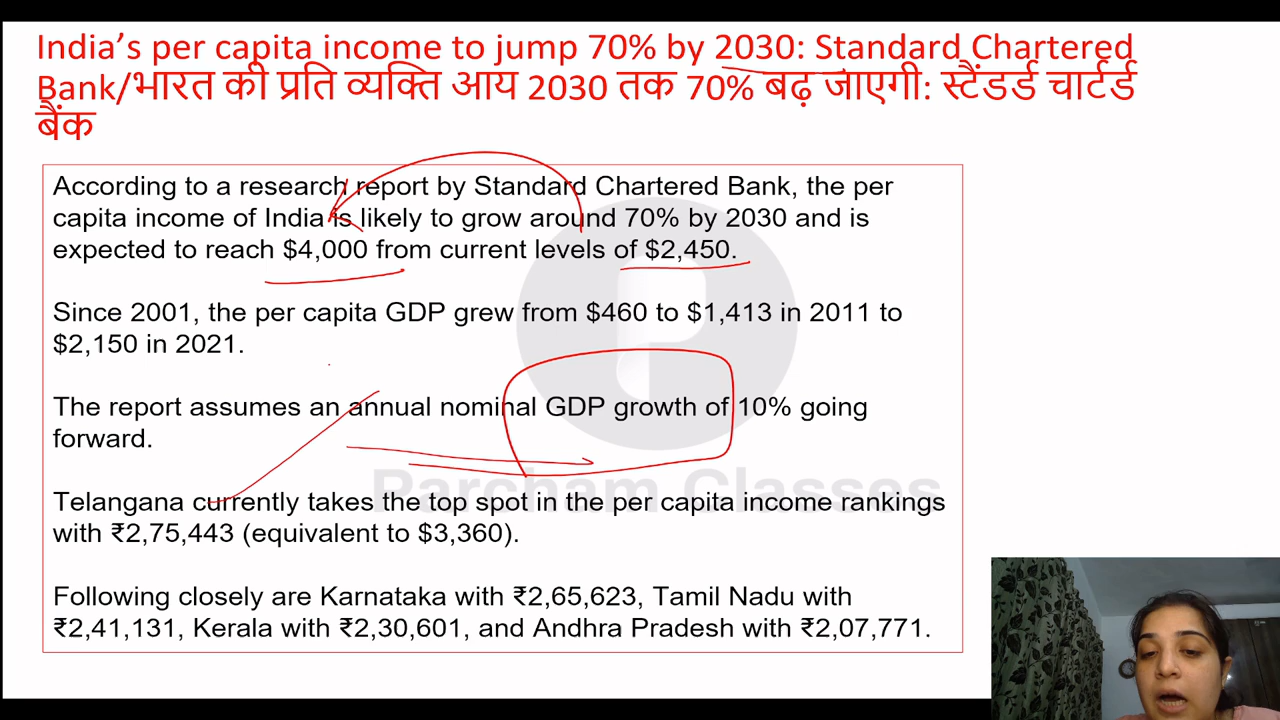 India's per capita income to jump 70% by 2030: Standard Chartered
Bank/भारत की प्रति व्यक्ति आय 2030 तक 70% बढ़ जाएगी: स्टैंडर्ड चार्टर्ड
बैंक
According to a research report by Standard Chartered Bank, the per
capita income of India is likely to grow around 70% by 2030 and is
expected to reach $4,000 from current levels of $2,450.
Since 2001, the per capita GDP grew from $460 to $1,413 in 2011 to
$2,150 in 2021.
The report assumes an annual nominal GDP growth of 10% going
forward.
Parcham Classes
Telangana currently takes the top spot in the per capita income rankings
with ₹2,75,443 (equivalent to $3,360).
Following closely are Karnataka with ₹2,65,623, Tamil Nadu with
₹2,41,131, Kerala with ₹2,30,601, and Andhra Pradesh with ₹2,07,771.